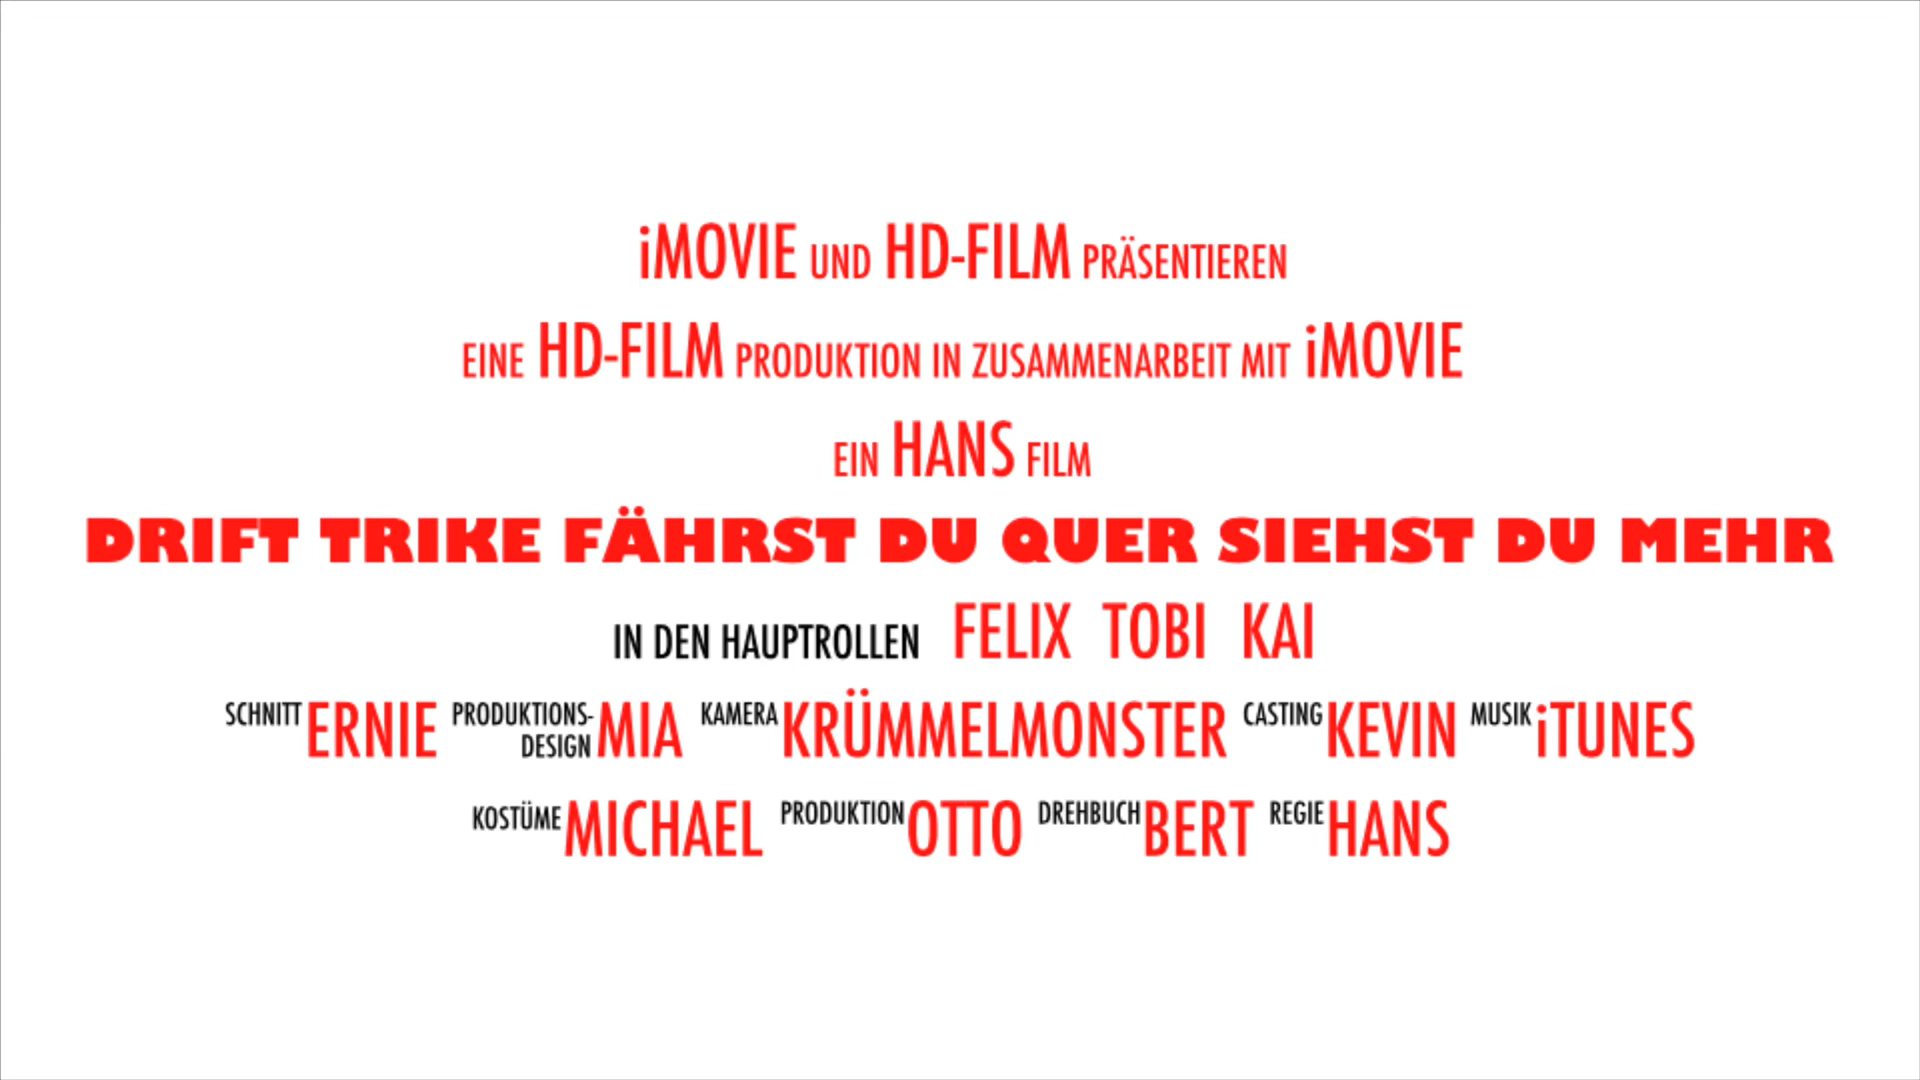 iMOVIE UND HD-FILM PRÄSENTIEREN
EINE HD-FILM PRODUKTION IN ZUSAMMENARBEIT MIT iMOVIE
EIN HANS FILM
DRIFT TRIKE FÄHRST DU QUER SIEHST DU MEHR
IN DEN HAUPTROLLEN FELIX TOBI KAI
SCHNITT ERNIE PRODUKTIONS-DESIGN MIA KAMERA KRÜMMELMONSTER CASTING KEVIN MUSIK iTUNES
KOSTÜME MICHAEL PRODUKTION OTTO DREHBUCH BERT REGIE HANS